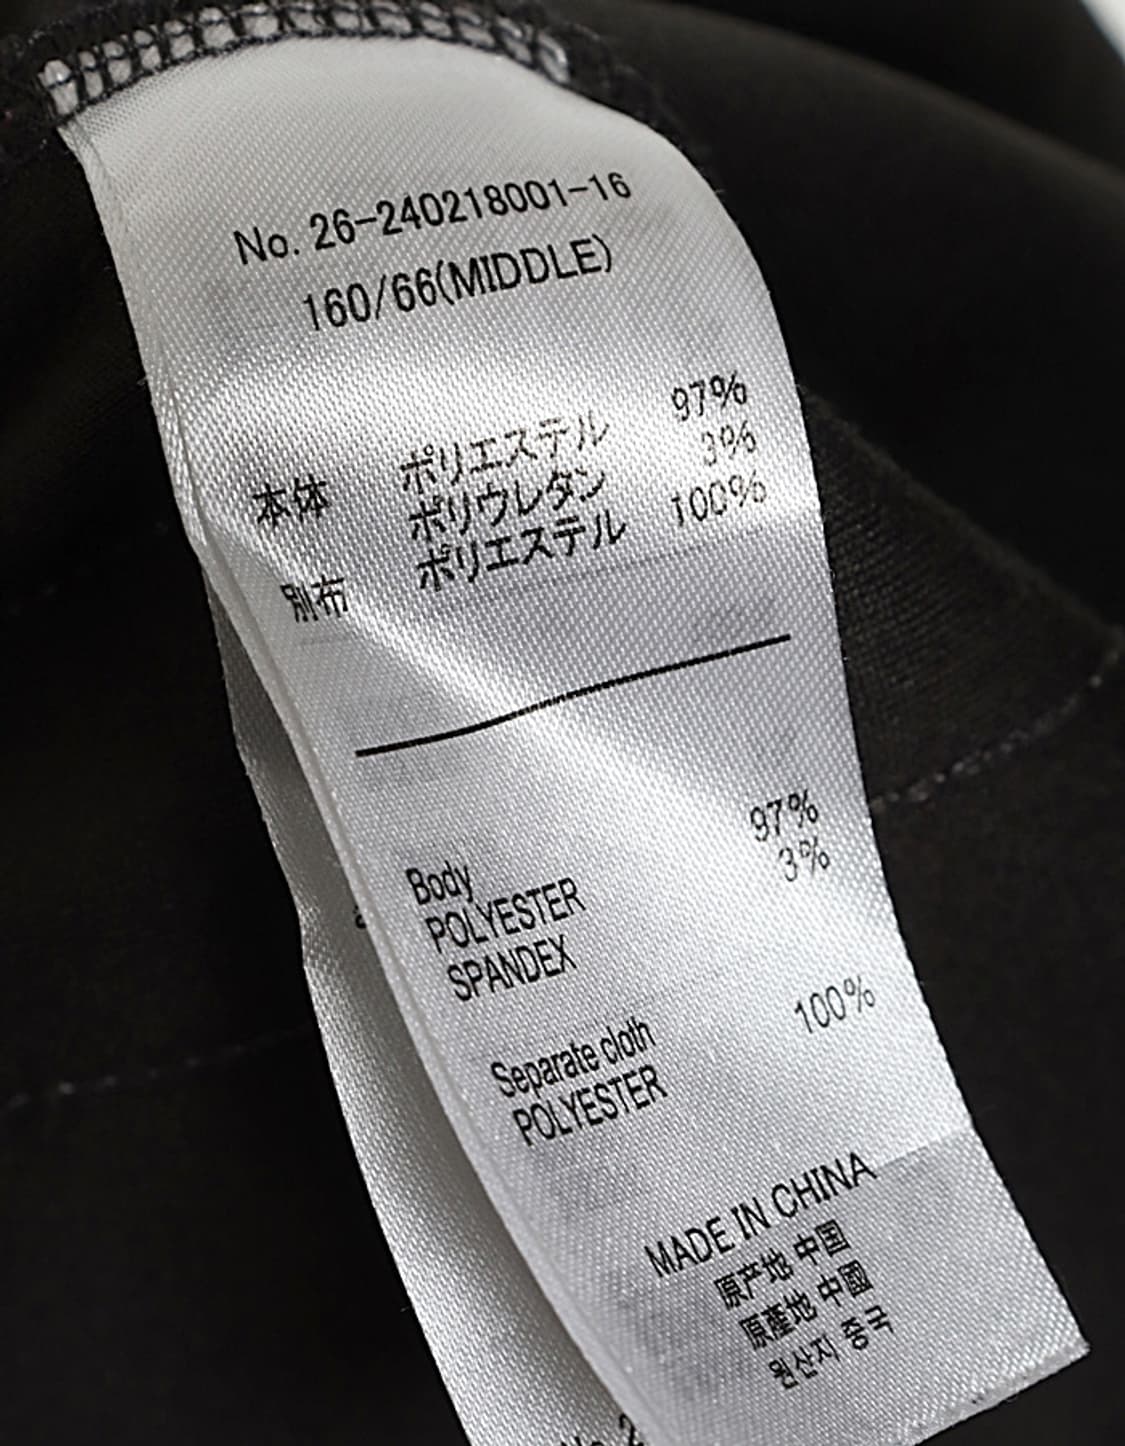 No. 26-240218001-16
160/66(MIDDLE)
本体 ポリエステル 97%
ポリウレタン 3%
別布 ポリエステル 100%
Body
POLYESTER 97%
SPANDEX 3%
Separate cloth
POLYESTER 100%
MADE IN CHINA
原产地 中国
原產地 中國
원산지 중국
No. 2